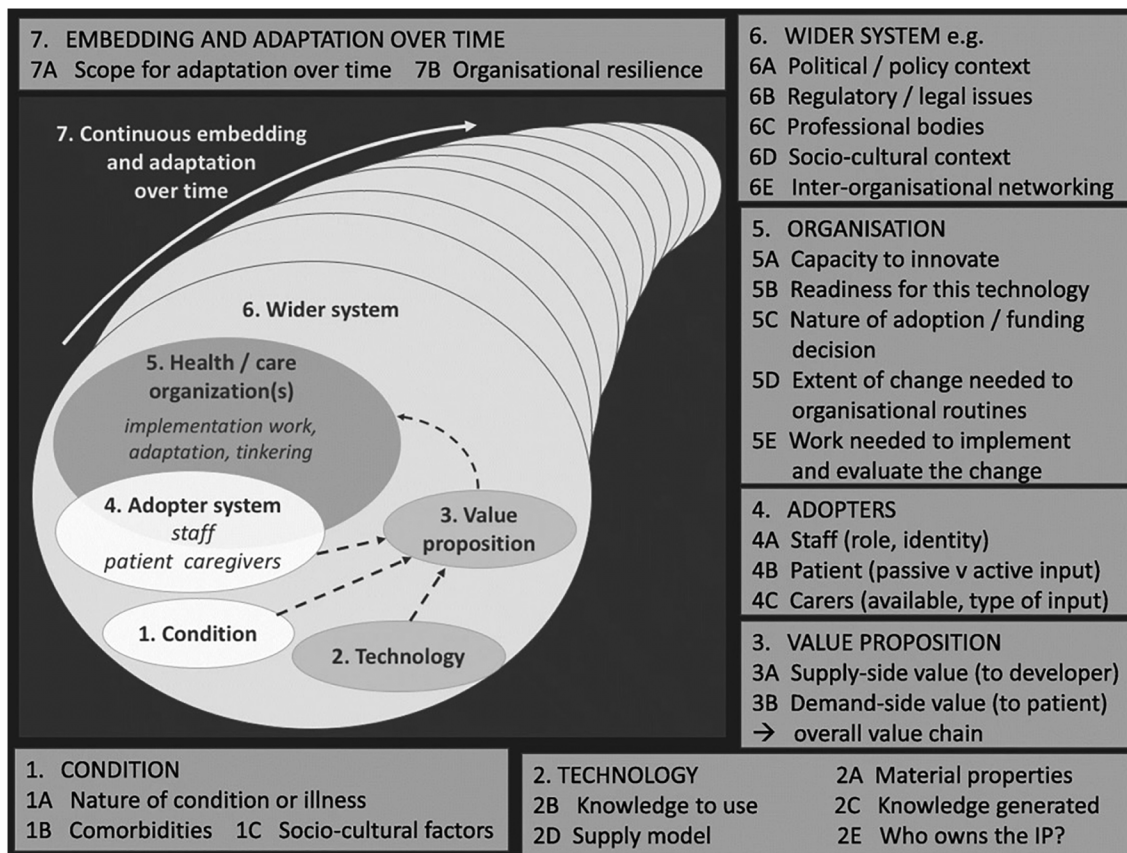 7. EMBEDDING AND ADAPTATION OVER TIME
7A Scope for adaptation over time 7B Organisational resilience
7. Continuous embedding
and adaptation
over time
6. Wider system
5. Health / care
organization(s)
implementation work,
adaptation, tinkering
4. Adopter system
staff
patient caregivers
3. Value
proposition
1. Condition
2. Technology
6. WIDER SYSTEM e.g.
6A Political / policy context
6B Regulatory / legal issues
6C Professional bodies
6D Socio-cultural context
6E Inter-organisational networking
5. ORGANISATION
5A Capacity to innovate
5B Readiness for this technology
5C Nature of adoption / funding
decision
5D Extent of change needed to
organisational routines
5E Work needed to implement
and evaluate the change
4. ADOPTERS
4A Staff (role, identity)
4B Patient (passive v active input)
4C Carers (available, type of input)
3. VALUE PROPOSITION
3A Supply-side value (to developer)
3B Demand-side value (to patient)
→ overall value chain
1. CONDITION
1A Nature of condition or illness
1B Comorbidities 1C Socio-cultural factors
2. TECHNOLOGY 2A Material properties
2B Knowledge to use 2C Knowledge generated
2D Supply model 2E Who owns the IP?